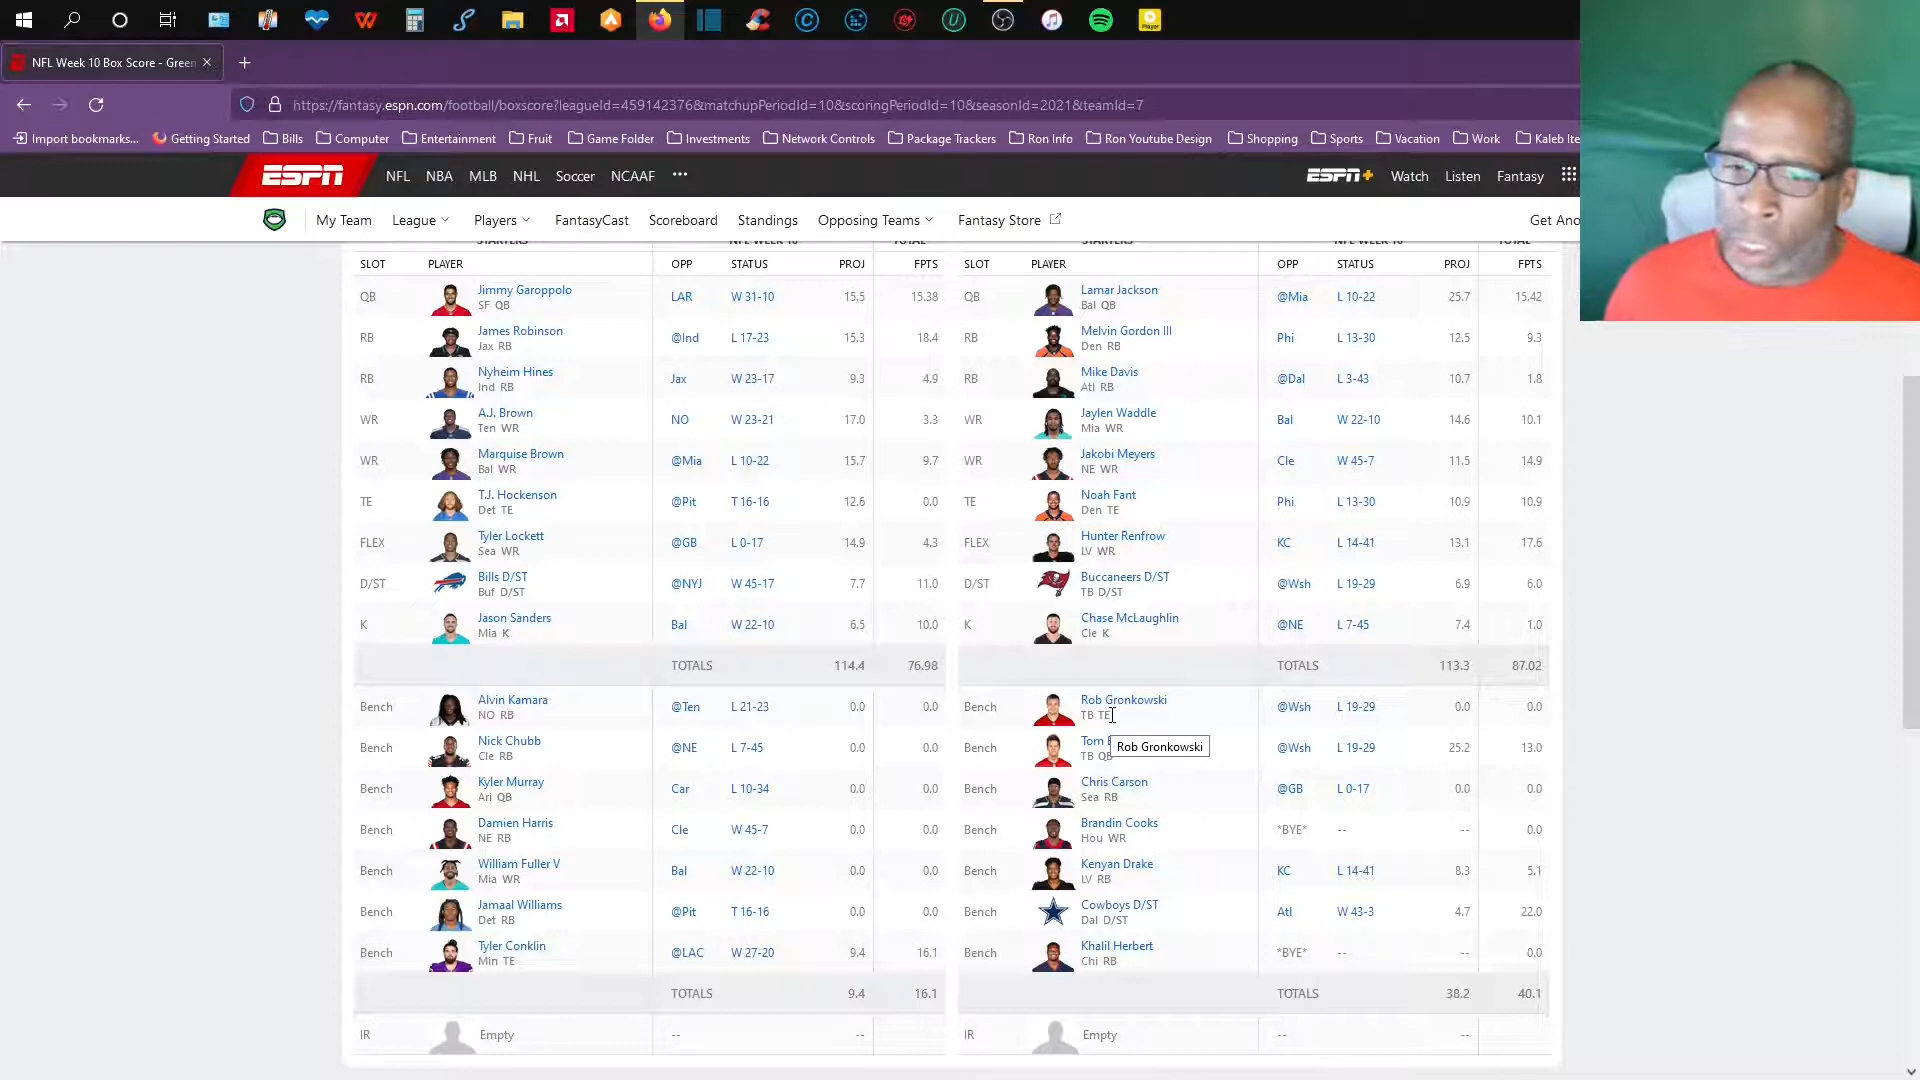 Player
NFL Week 10 Box Score - Green
https://fantasy.espn.com/football/boxscore?leagueId=459142376&matchupPeriodId=10&scoringPeriodId=10&seasonId=2021&teamId=7
Import bookmarks... Getting Started Bills Computer Entertainment Fruit Game Folder Investments Network Controls Package Trackers Ron Info Ron Youtube Design Shopping Sports Vacation Work Kaleb Ite
ESPN NFL NBA MLB NHL Soccer NCAAF ••• ESPN+ Watch Listen Fantasy
My Team League Players FantasyCast Scoreboard Standings Opposing Teams Fantasy Store Get Ano
STARTERS NFL WEEK 10 TOTAL STARTERS NFL WEEK 10 TOTAL
SLOT PLAYER OPP STATUS PROJ FPTS SLOT PLAYER OPP STATUS PROJ FPTS
QB Jimmy Garoppolo LAR W 31-10 15.5 15.38 QB Lamar Jackson @Mia L 10-22 25.7 15.42
SF QB Bal QB
RB James Robinson @Ind L 17-23 15.3 18.4 RB Melvin Gordon III Phi L 13-30 12.5 9.3
Jax RB Den RB
RB Nyheim Hines Jax W 23-17 9.3 4.9 RB Mike Davis @Dal L 3-43 10.7 1.8
Ind RB Atl RB
WR A.J. Brown NO W 23-21 17.0 3.3 WR Jaylen Waddle Bal W 22-10 14.6 10.1
Ten WR Mia WR
WR Marquise Brown @Mia L 10-22 15.7 9.7 WR Jakobi Meyers Cle W 45-7 11.5 14.9
Bal WR NE WR
TE T.J. Hockenson @Pit T 16-16 12.6 0.0 TE Noah Fant Phi L 13-30 10.9 10.9
Det TE Den TE
FLEX Tyler Lockett @GB L 0-17 14.9 4.3 FLEX Hunter Renfrow KC L 14-41 13.1 17.6
Sea WR LV WR
D/ST Bills D/ST @NYJ W 45-17 7.7 11.0 D/ST Buccaneers D/ST @Wsh L 19-29 6.9 6.0
Buf D/ST TB D/ST
K Jason Sanders Bal W 22-10 6.5 10.0 K Chase McLaughlin @NE L 7-45 7.4 1.0
Mia K Cle K
TOTALS 114.4 76.98 TOTALS 113.3 87.02
Bench Alvin Kamara @Ten L 21-23 0.0 0.0 Bench Rob Gronkowski @Wsh L 19-29 0.0 0.0
NO RB TB TE
Bench Nick Chubb @NE L 7-45 0.0 0.0 Bench Tom Rob Gronkowski @Wsh L 19-29 25.2 13.0
Cle RB TB QB
Bench Kyler Murray Car L 10-34 0.0 0.0 Bench Chris Carson @GB L 0-17 0.0 0.0
Ari QB Sea RB
Bench Damien Harris Cle W 45-7 0.0 0.0 Bench Brandin Cooks *BYE* -- -- 0.0
NE RB Hou WR
Bench William Fuller V Bal W 22-10 0.0 0.0 Bench Kenyan Drake KC L 14-41 8.3 5.1
Mia WR LV RB
Bench Jamaal Williams @Pit T 16-16 0.0 0.0 Bench Cowboys D/ST Atl W 43-3 4.7 22.0
Det RB Dal D/ST
Bench Tyler Conklin @LAC W 27-20 9.4 16.1 Bench Khalil Herbert *BYE* -- -- 0.0
Min TE Chi RB
TOTALS 9.4 16.1 TOTALS 38.2 40.1
IR Empty -- -- IR Empty -- --